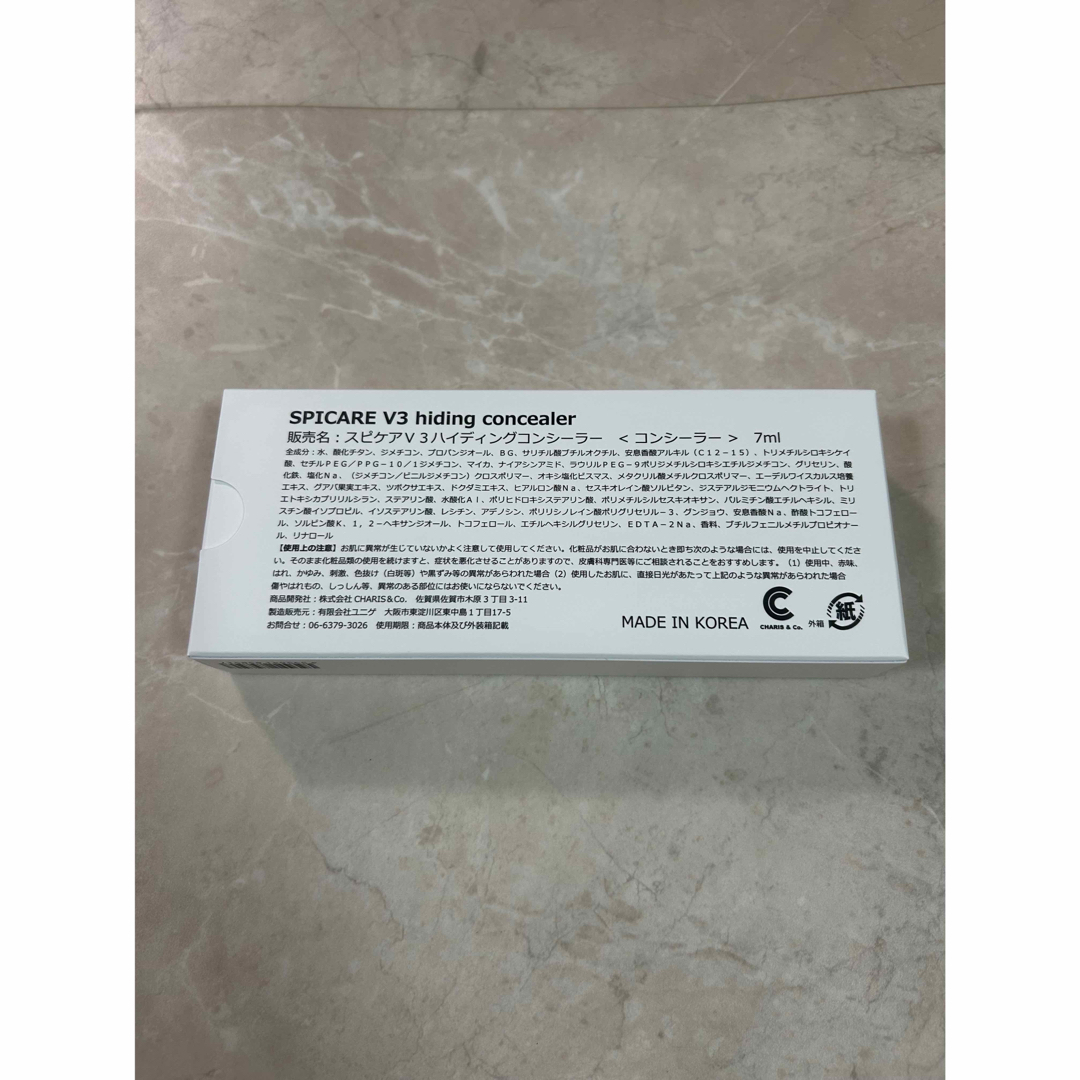 SPICARE V3 hiding concealer
販売名：スピケアV３ハイディングコンシーラー ＜コンシーラー＞ 7ml
全成分：水、酸化チタン、ジメチコン、プロパンジオール、ＢＧ、サリチル酸ブチルオクチル、安息香酸アルキル（Ｃ１２－１５）、トリメチルシロキシケイ
酸、セチルＰＥＧ／ＰＰＧ－１０／１ジメチコン、マイカ、ナイアシンアミド、ラウリルＰＥＧ－９ポリジメチルシロキシエチルジメチコン、グリセリン、酸
化鉄、塩化Ｎａ、（ジメチコン／ビニルジメチコン）クロスポリマー、オキシ塩化ビスマス、メタクリル酸メチルクロスポリマー、エーデルワイスカルス培養
エキス、グアバ果実エキス、ツボクサエキス、ドクダミエキス、ヒアルロン酸Ｎａ、セスキオレイン酸ソルビタン、ジステアルジモニウムヘクトライト、トリ
エトキシカプリリルシラン、ステアリン酸、水酸化ＡＩ、ポリヒドロキシステアリン酸、ポリメチルシルセスキオキサン、パルミチン酸エチルヘキシル、ミリ
スチン酸イソプロピル、イソステアリン酸、レシチン、アデノシン、ポリリシノレイン酸ポリグリセリル－３、グンジョウ、安息香酸Ｎａ、酢酸トコフェロー
ル、ソルビン酸Ｋ、１，２－ヘキサンジオール、トコフェロール、エチルヘキシルグリセリン、ＥＤＴＡ－２Ｎａ、香料、ブチルフェニルメチルプロピオナー
ル、リナロール
【使用上の注意】お肌に異常が生じていないかよく注意して使用してください。化粧品がお肌に合わないとき即ち次のような場合には、使用を中止してくださ
い。そのまま化粧品類の使用を続けますと、症状を悪化させることがありますので、皮膚科専門医等にご相談されることをおすすめします。（1）使用中、赤味、
はれ、かゆみ、刺激、色抜け（白斑等）や黒ずみ等の異常があらわれた場合（2）使用したお肌に、直接日光があたって上記のような異常があらわれた場合
傷やはれもの、しっしん等、異常のある部位にはお使いにならないでください。
商品開発社：株式会社 CHARIS&Co. 佐賀県佐賀市木原３丁目 3-11
製造販売元：有限会社ユニゲ 大阪市東淀川区東中島１丁目17-5
お問合せ：06-6379-3026 使用期限：商品本体及び外装箱記載
MADE IN KOREA
CHARIS & Co.
外箱 紙